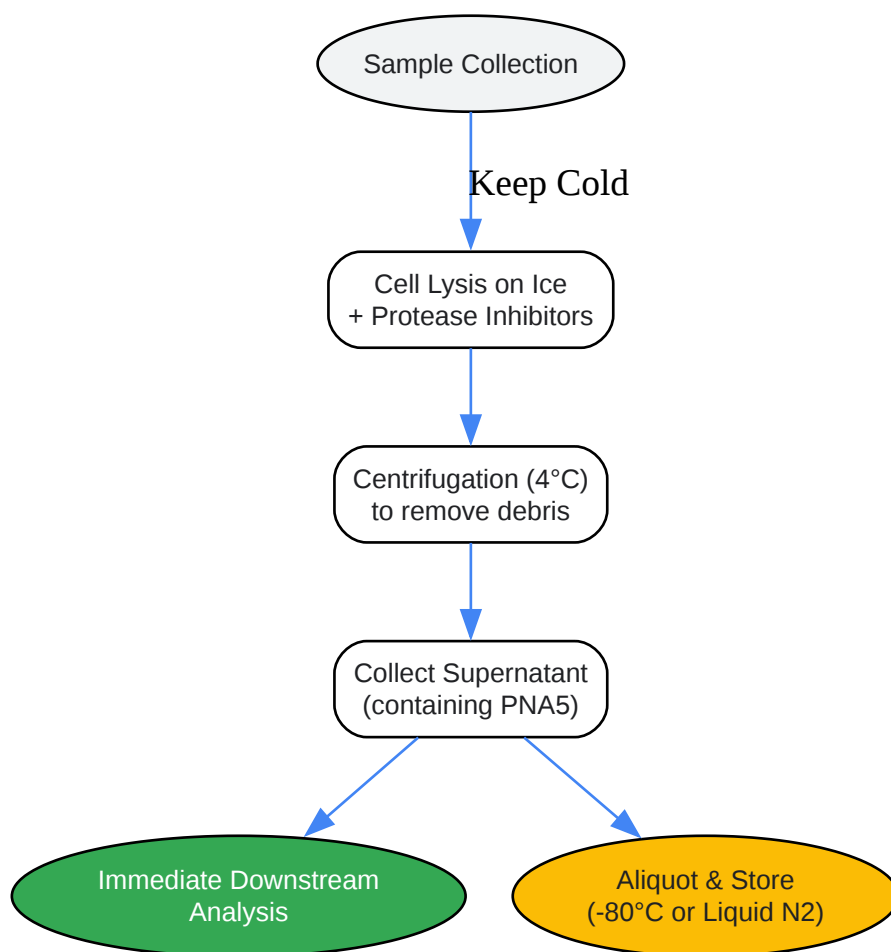 Sample Collection
Keep Cold
Cell Lysis on Ice
+ Protease Inhibitors
Centrifugation (4°C)
to remove debris
Collect Supernatant
(containing PNA5)
Immediate Downstream
Analysis
Aliquot & Store
(-80°C or Liquid N2)